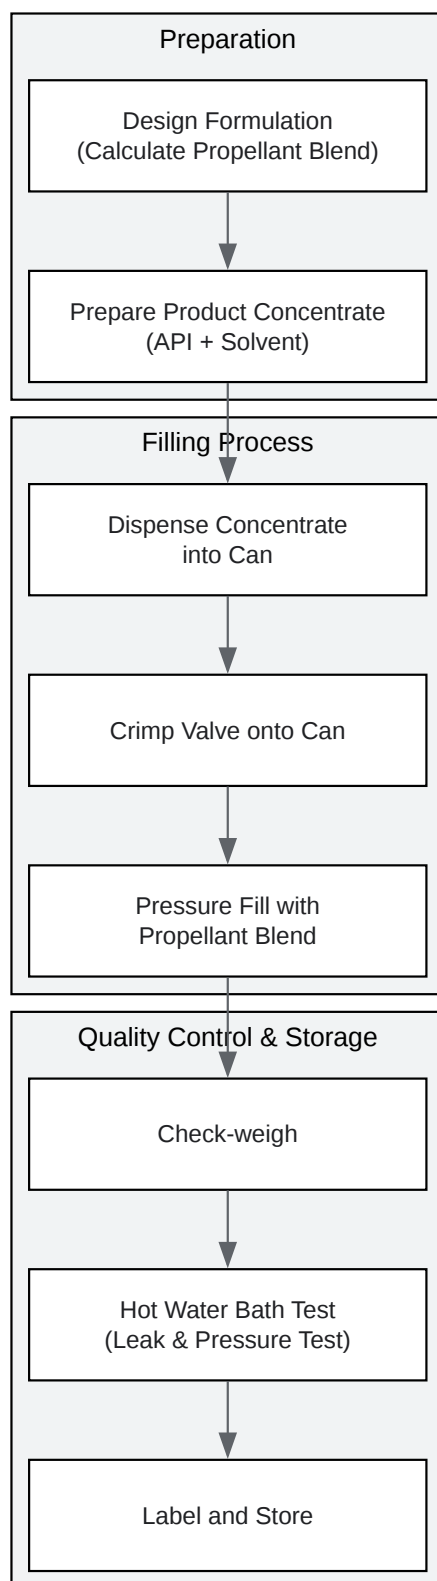 Preparation
Design Formulation
(Calculate Propellant Blend)
Prepare Product Concentrate
(API + Solvent)
Filling Process
Dispense Concentrate
into Can
Crimp Valve onto Can
Pressure Fill with
Propellant Blend
Quality Control & Storage
Check-weigh
Hot Water Bath Test
(Leak & Pressure Test)
Label and Store